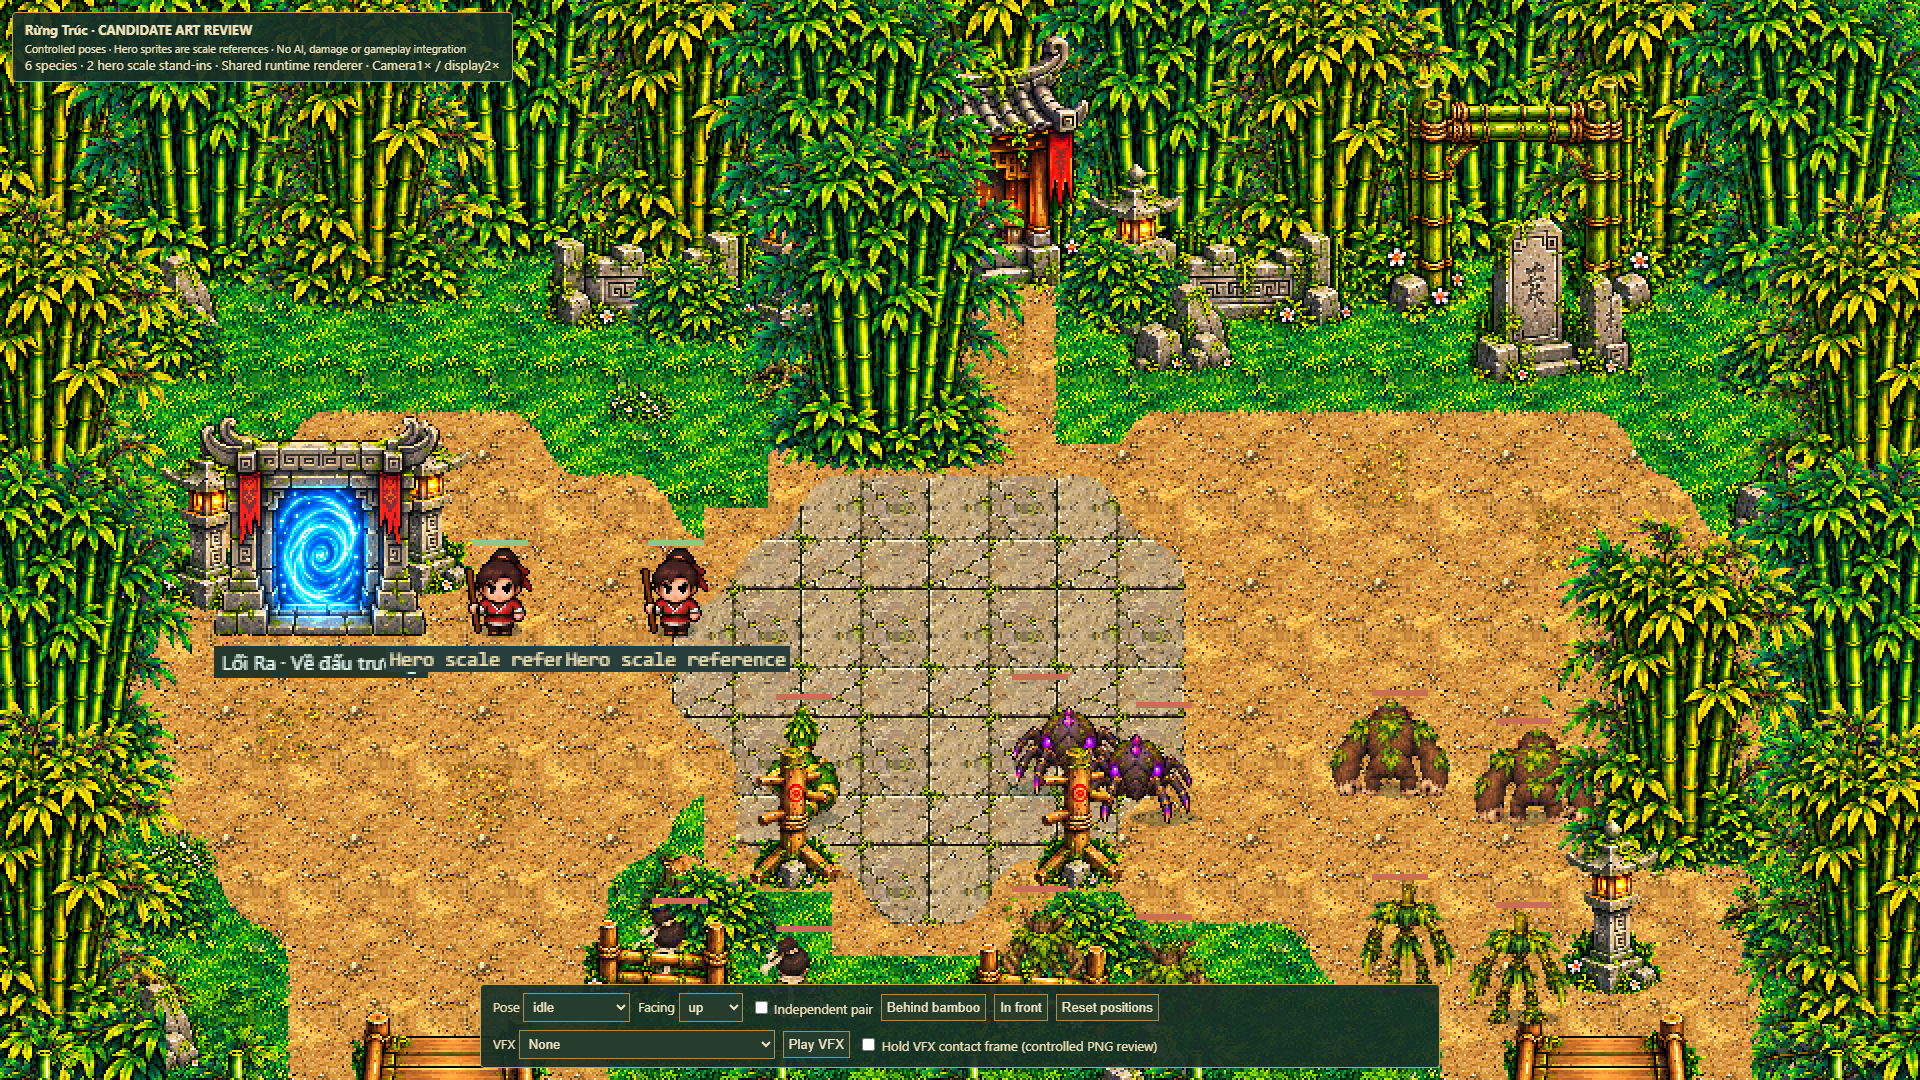 Rừng Trúc · CANDIDATE ART REVIEW
Controlled poses · Hero sprites are scale references · No AI, damage or gameplay integration
6 species · 2 hero scale stand-ins · Shared runtime renderer · Camera1× / display2×
Lối Ra - Về đấu trư
Hero scale refer
Hero scale reference
Pose idle Facing up Independent pair Behind bamboo In front Reset positions
VFX None Play VFX Hold VFX contact frame (controlled PNG review)